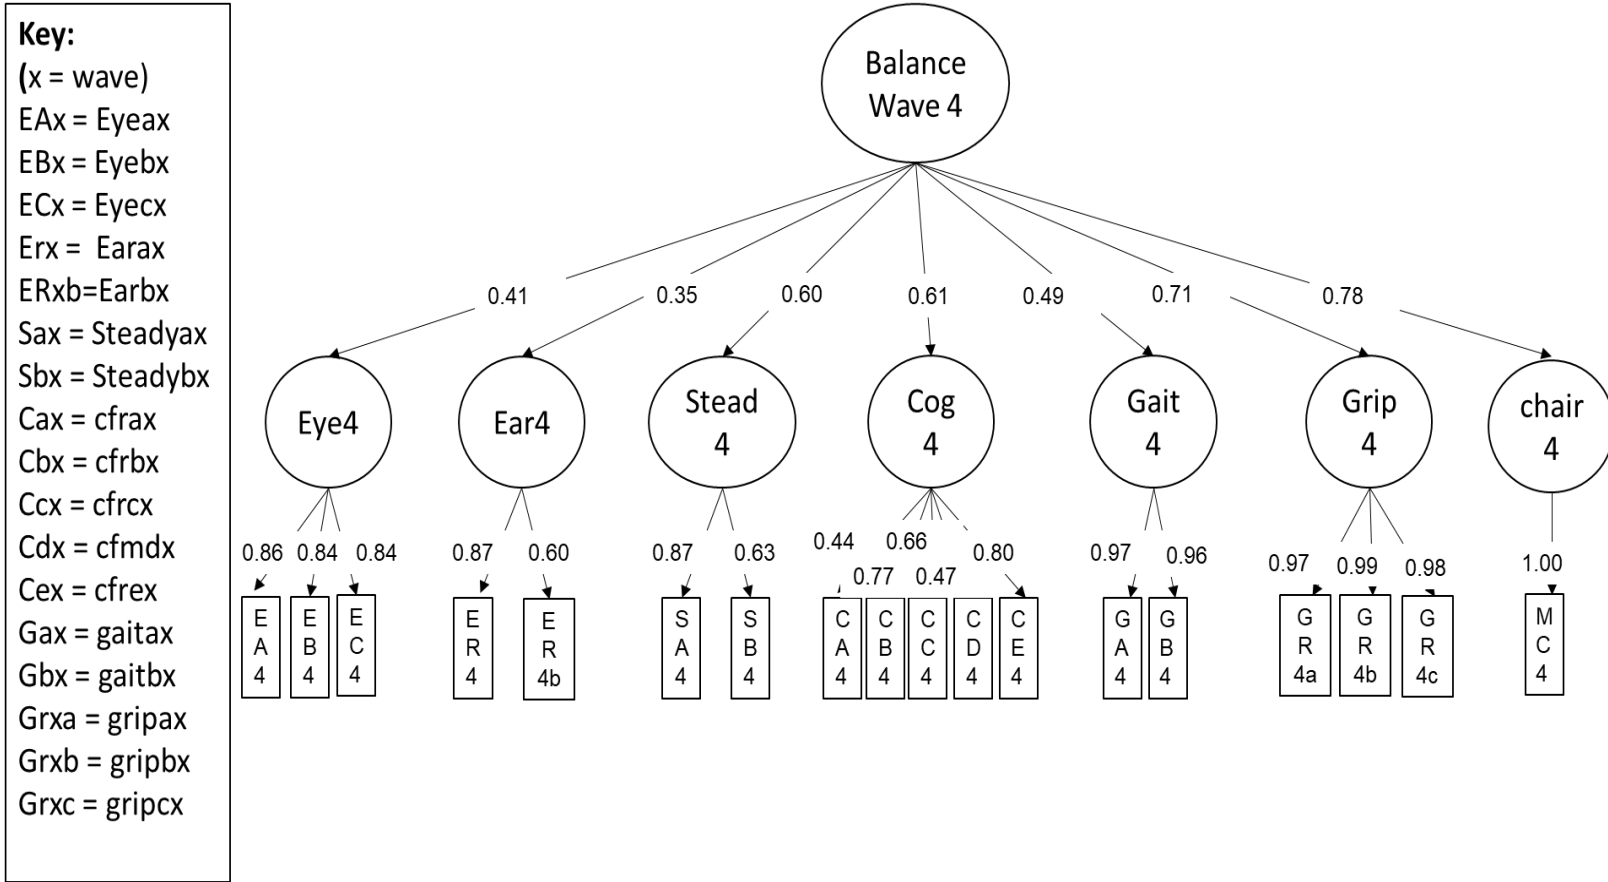 Key:
(x = wave)
EAx = Eyeax
EBx = Eyebx
ECx = Eyecx
Erx = Earax
ERxb=Earbx
Sax = Steadyax
Sbx = Steadybx
Cax = cfrax
Cbx = cfrbx
Ccx = cfrcx
Cdx = cfmdx
Cex = cfrex
Gax = gaitax
Gbx = gaitbx
Grxa = gripax
Grxb = gripbx
Grxc = gripcx
Balance
Wave 4
0.41
0.35
0.60
0.61
0.49
0.71
0.78
Eye4
Ear4
Stead
4
Cog
4
Gait
4
Grip
4
chair
4
0.86
0.84
0.84
0.87
0.60
0.87
0.63
0.44
0.77
0.66
0.47
0.80
0.97
0.96
0.97
0.99
0.98
1.00
E
A
4
E
B
4
E
C
4
E
R
4
E
R
4b
S
A
4
S
B
4
C
A
4
C
B
4
C
C
4
C
D
4
C
E
4
G
A
4
G
B
4
G
R
4a
G
R
4b
G
R
4c
M
C
4